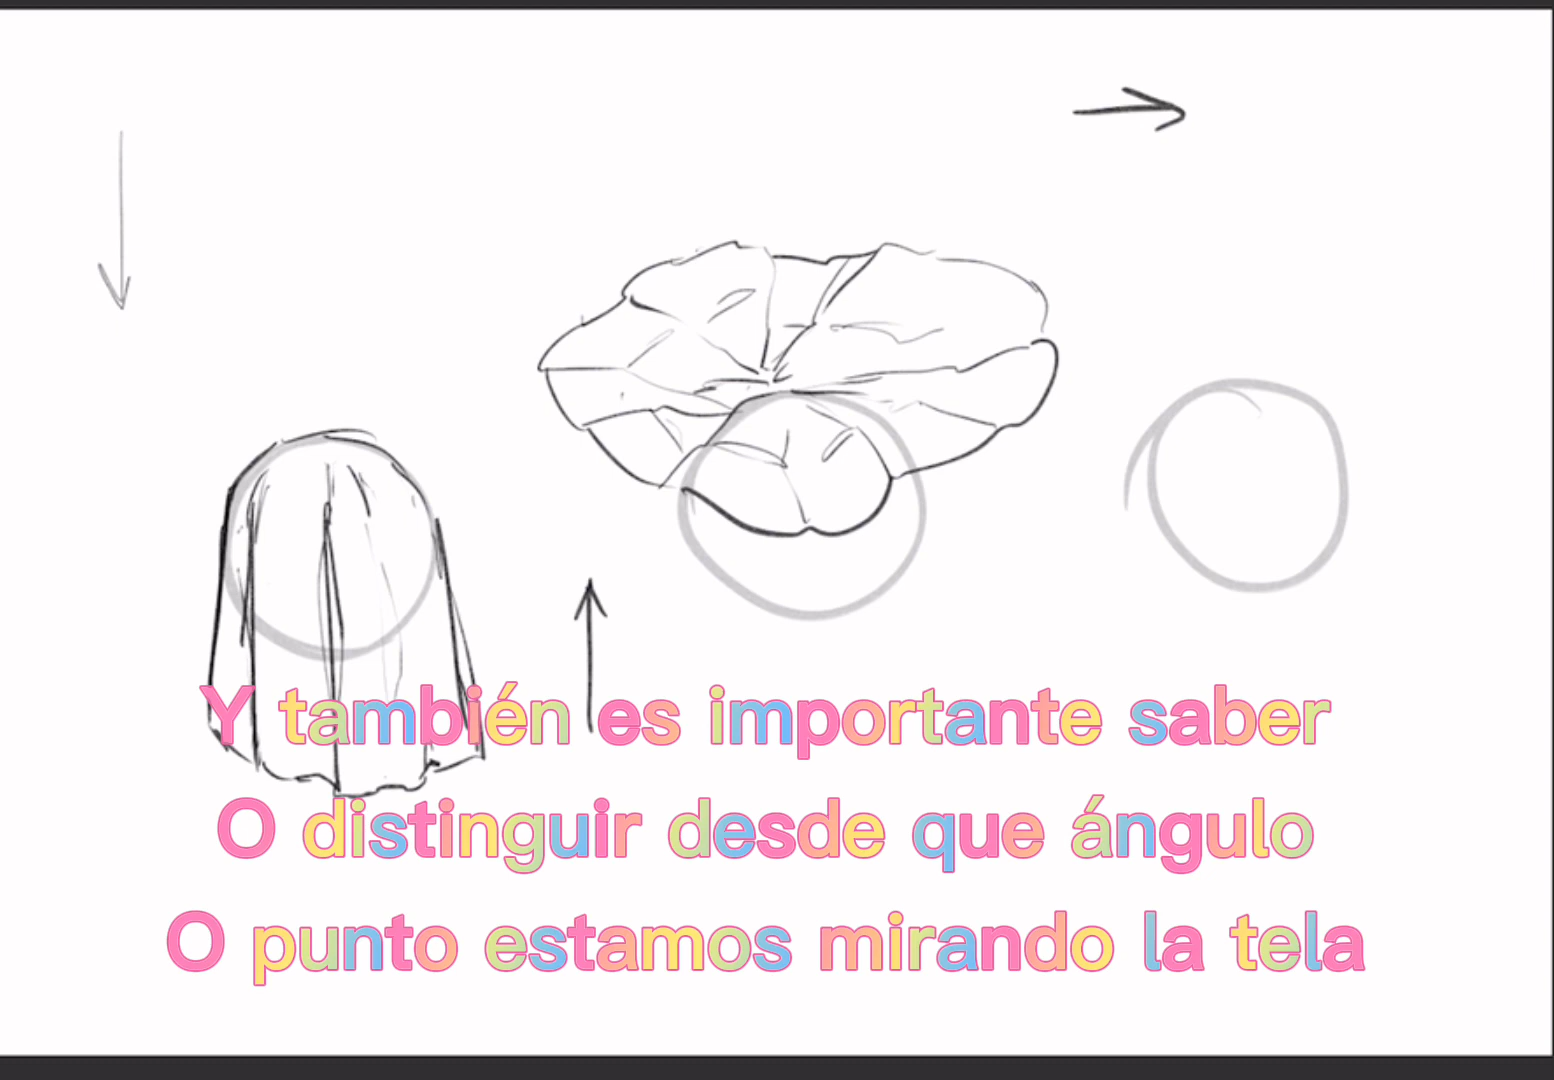 Y también es importante saber
O distinguir desde que ángulo
O punto estamos mirando la tela